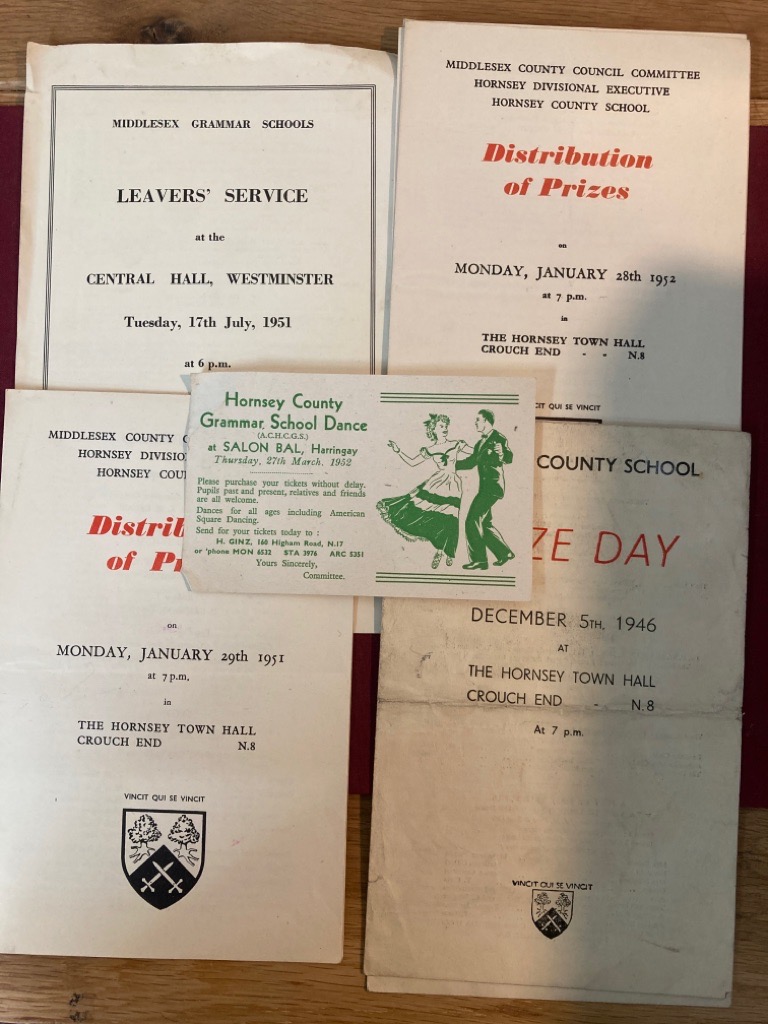 MIDDLESEX GRAMMAR SCHOOLS
LEAVERS' SERVICE
at the
CENTRAL HALL, WESTMINSTER
Tuesday, 17th July, 1951
at 6 p.m.
MIDDLESEX COUNTY COUNCIL COMMITTEE
HORNSEY DIVISIONAL EXECUTIVE
HORNSEY COUNTY SCHOOL
Distribution
of Prizes
on
MONDAY, JANUARY 28th 1952
at 7 p.m.
in
THE HORNSEY TOWN HALL
CROUCH END - - N.8
QUI SE VINCIT
Hornsey County
Grammar School Dance
(A.C.H.C.G.S.)
at SALON BAL, Harringay
Thursday, 27th March, 1952
Please purchase your tickets without delay.
Pupils past and present, relatives and friends
are all welcome.
Dances for all ages including American
Square Dancing.
Send for your tickets today to :
H. GINZ, 160 Higham Road, N.17
or 'phone MON 6532 STA 3976 ARC 5351
Yours Sincerely,
Committee.
MIDDLESEX COUNTY
HORNSEY
HORNSEY
of
on
MONDAY, JANUARY 29th 1951
at 7 p.m.
in
THE HORNSEY TOWN HALL
CROUCH END N.8
VINCIT QUI SE VINCIT
COUNTY SCHOOL
ZE DAY
DECEMBER 5TH, 1946
AT
THE HORNSEY TOWN HALL
CROUCH END - N.8
At 7 p.m.
VINCIT QUI SE VINCIT